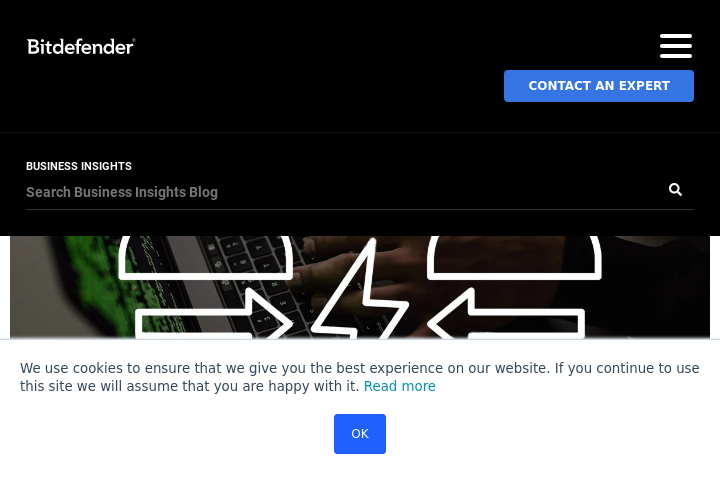 Bitdefender
CONTACT AN EXPERT
BUSINESS INSIGHTS
Search Business Insights Blog
We use cookies to ensure that we give you the best experience on our website. If you continue to use
this site we will assume that you are happy with it. Read more
OK